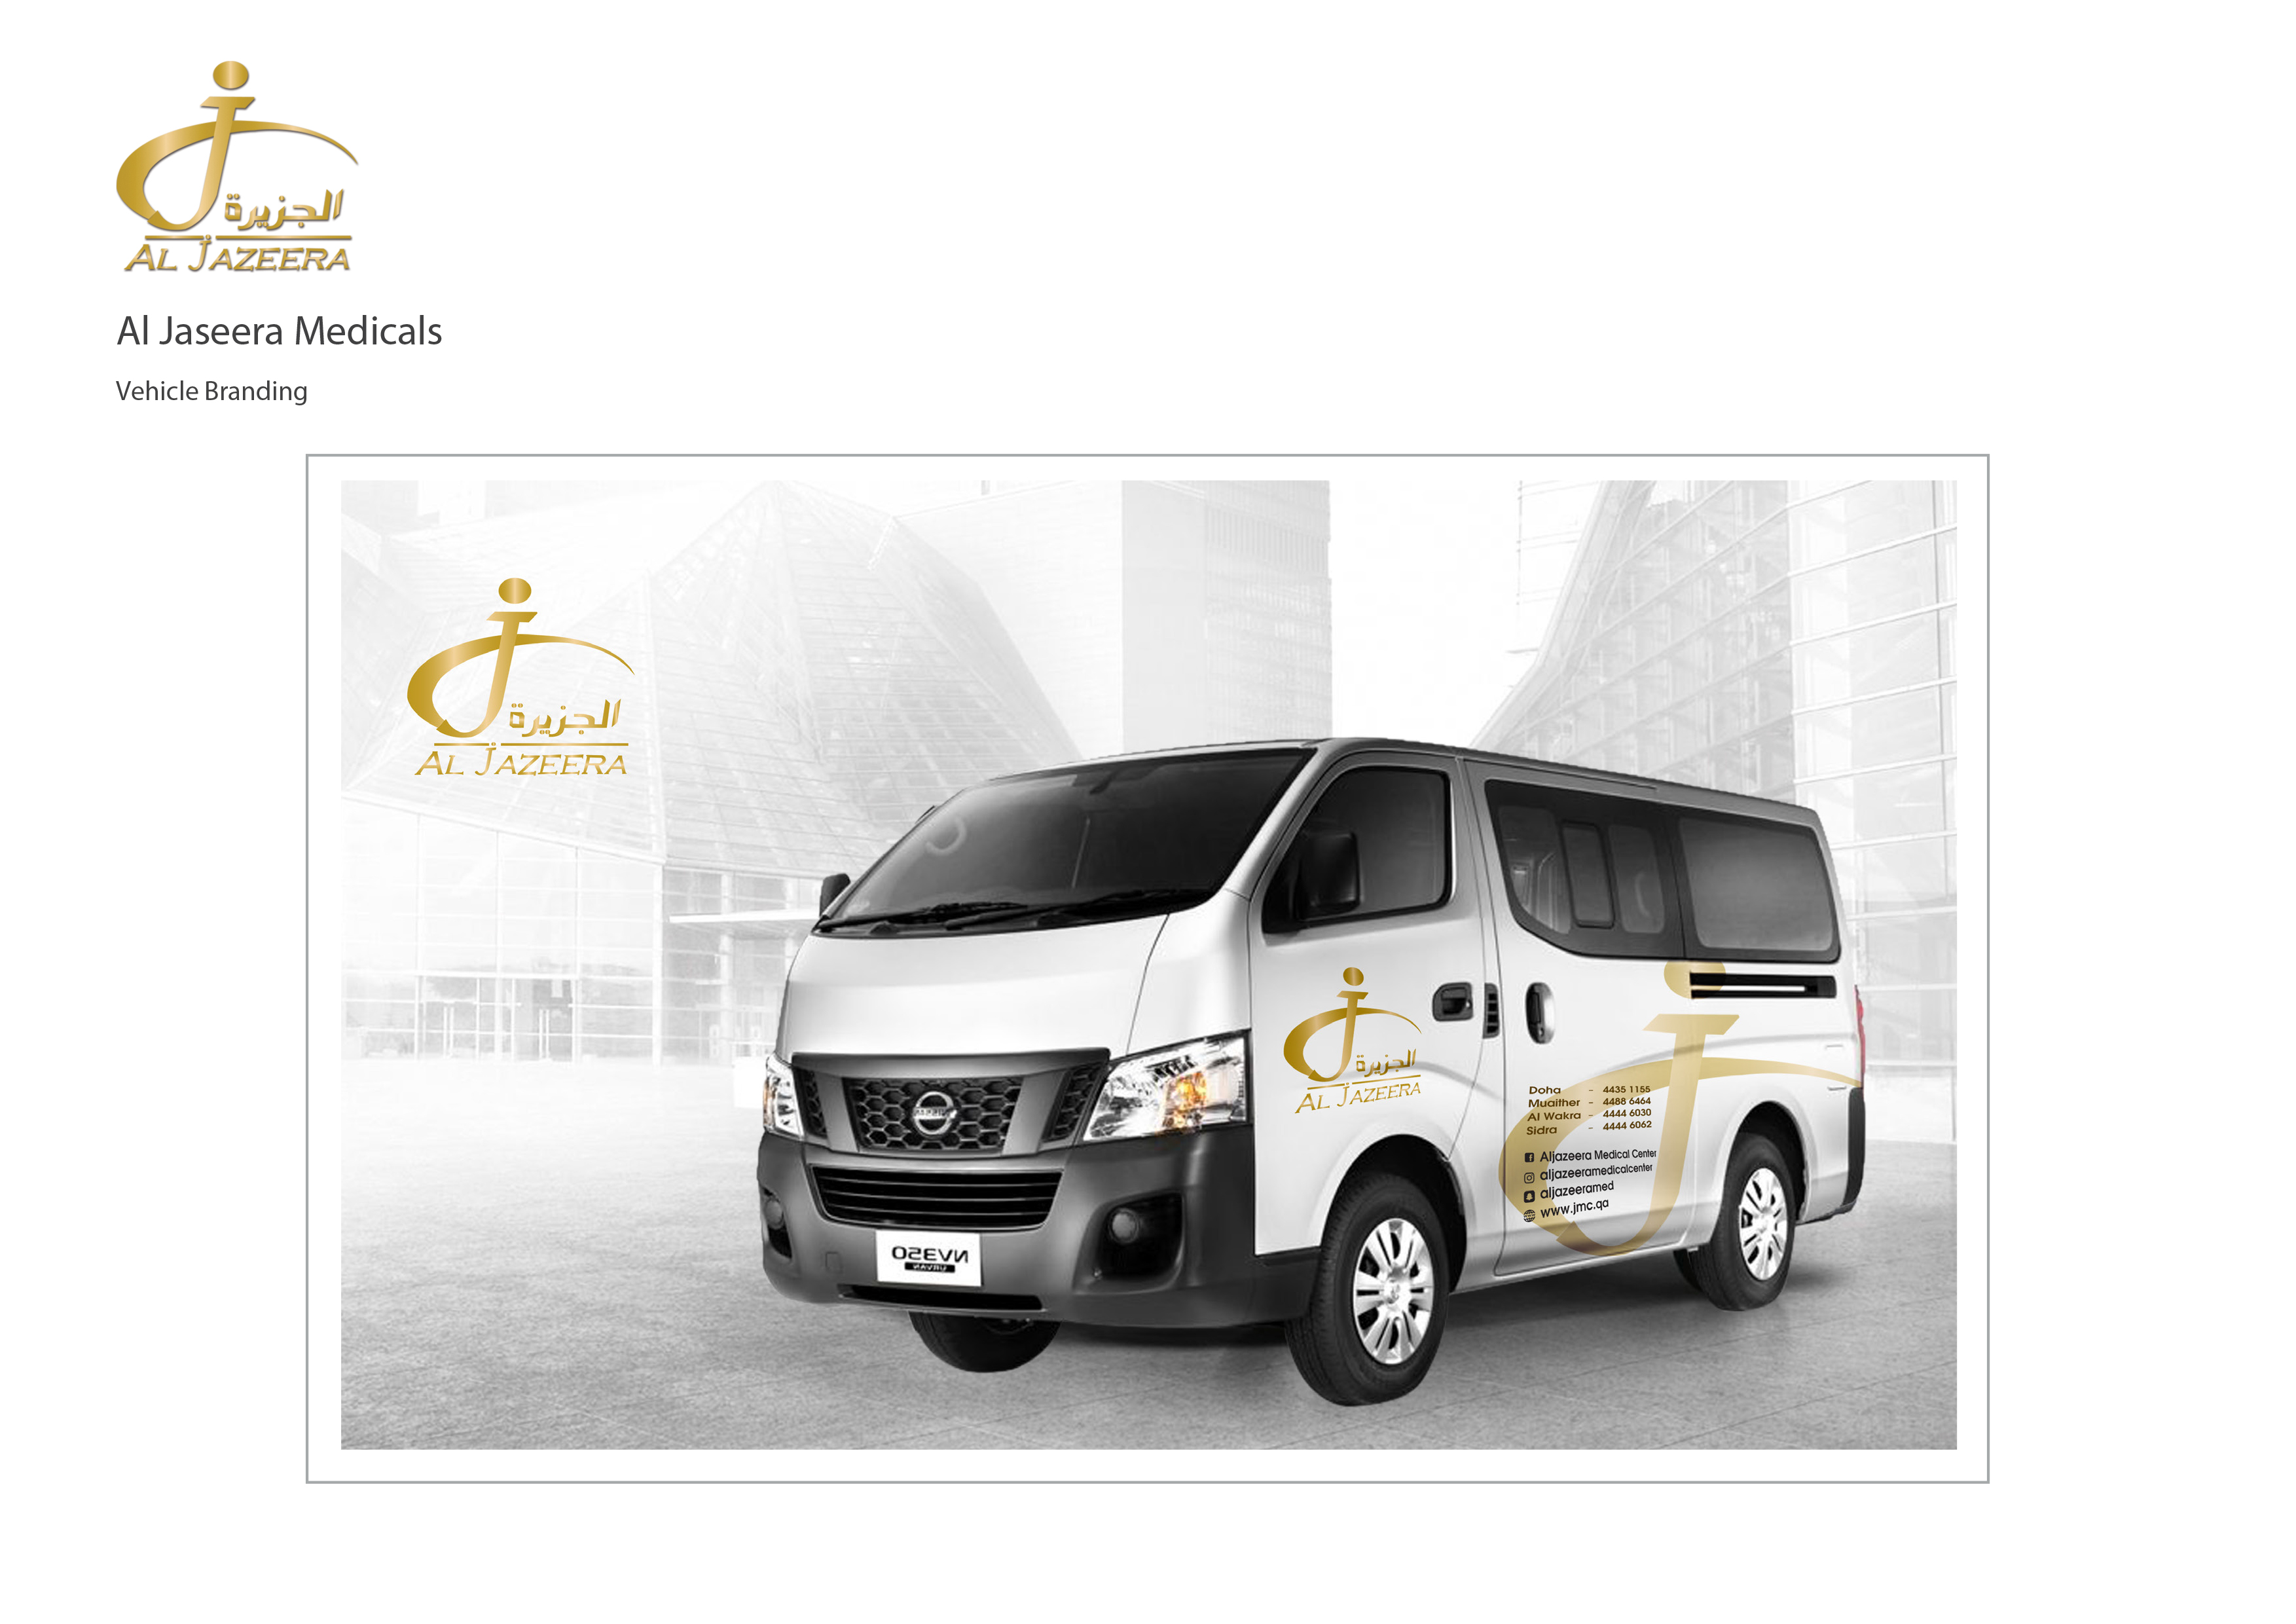 الجزيرة
AL JAZEERA
Al Jaseera Medicals
Vehicle Branding
الجزيرة
AL JAZEERA
الجزيرة
AL JAZEERA
Doha - 4435 1155
Muaither - 4488 6464
Al Wakra - 4444 6030
Sidra - 4444 6062
Aljazeera Medical Center
aljazeeramedicalcenter
aljazeeramed
www.jmc.qa
NISSAN
NV350
URVAN